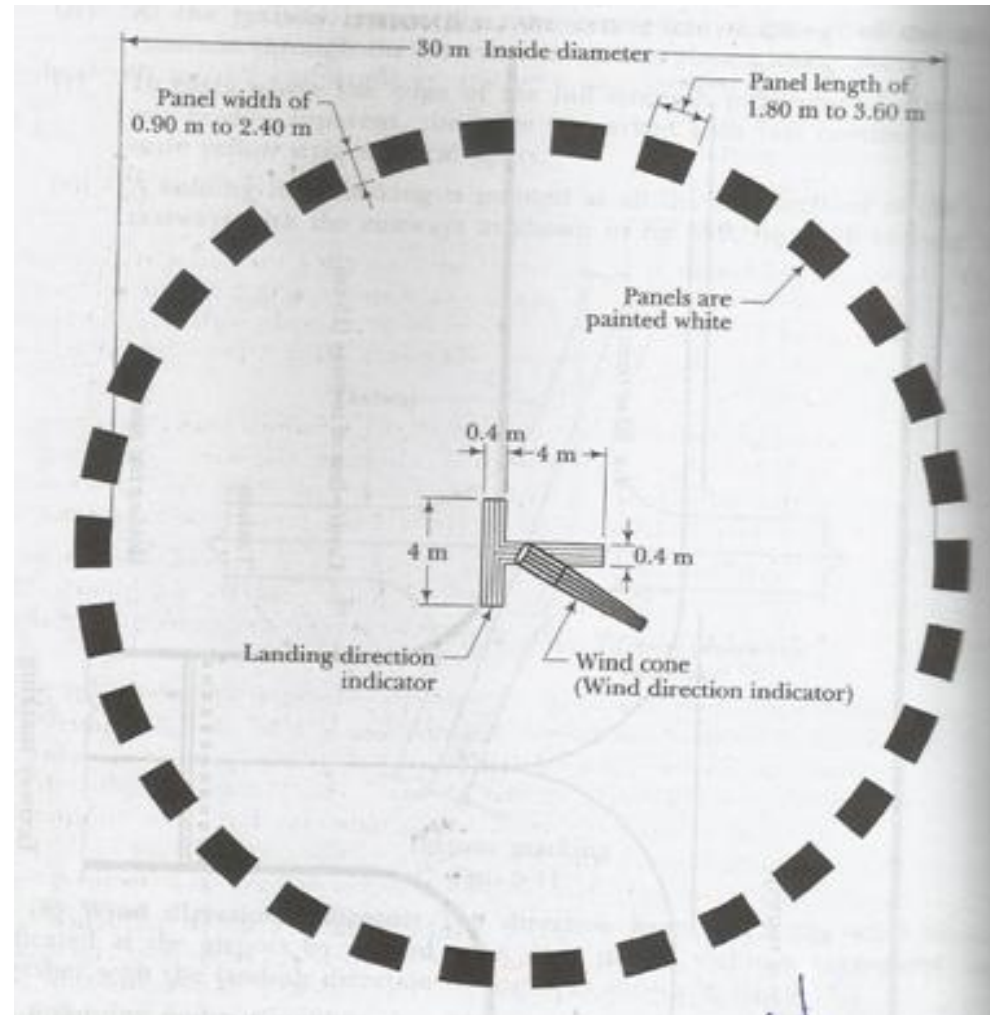 30 m Inside diameter
Panel width of
0.90 m to 2.40 m
Panel length of
1.80 m to 3.60 m
Panels are
painted white
0.4 m
4 m
4 m
0.4 m
Landing direction
indicator
Wind cone
(Wind direction indicator)